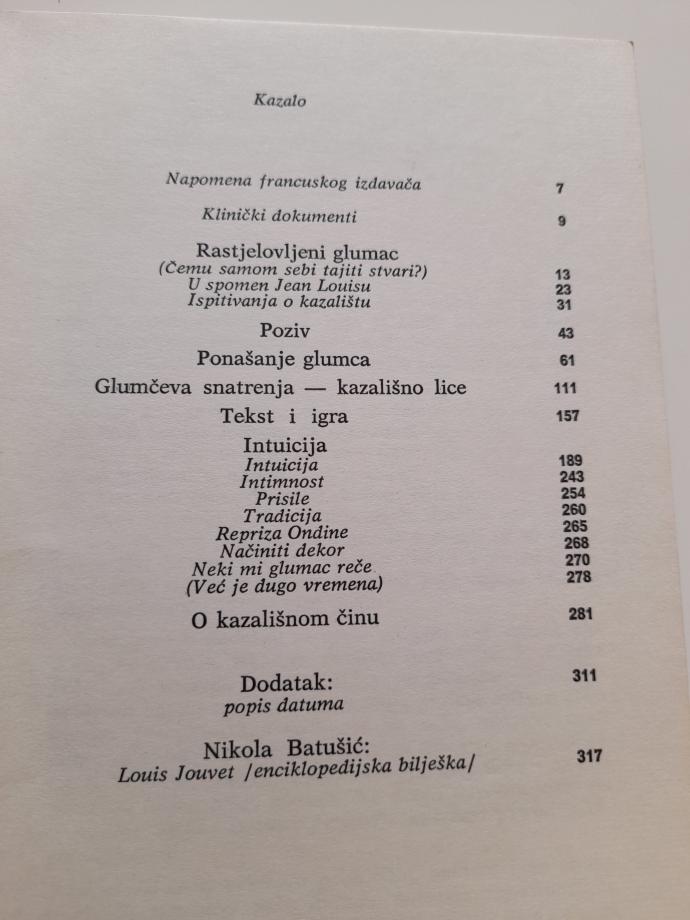 Kazalo
Napomena francuskog izdavača 7
Klinički dokumenti 9
Rastjelovljeni glumac
(Čemu samom sebi tajiti stvari?) 13
U spomen Jean Louisu 23
Ispitivanja o kazalištu 31
Poziv 43
Ponašanje glumca 61
Glumčeva snatrenja — kazališno lice 111
Tekst i igra 157
Intuicija
Intuicija 189
Intimnost 243
Prisile 254
Tradicija 260
Repriza Ondine 265
Načiniti dekor 268
Neki mi glumac reče 270
(Već je dugo vremena) 278
O kazališnom činu 281
Dodatak: 311
popis datuma
Nikola Batušić:
Louis Jouvet /enciklopedijska bilješka/ 317